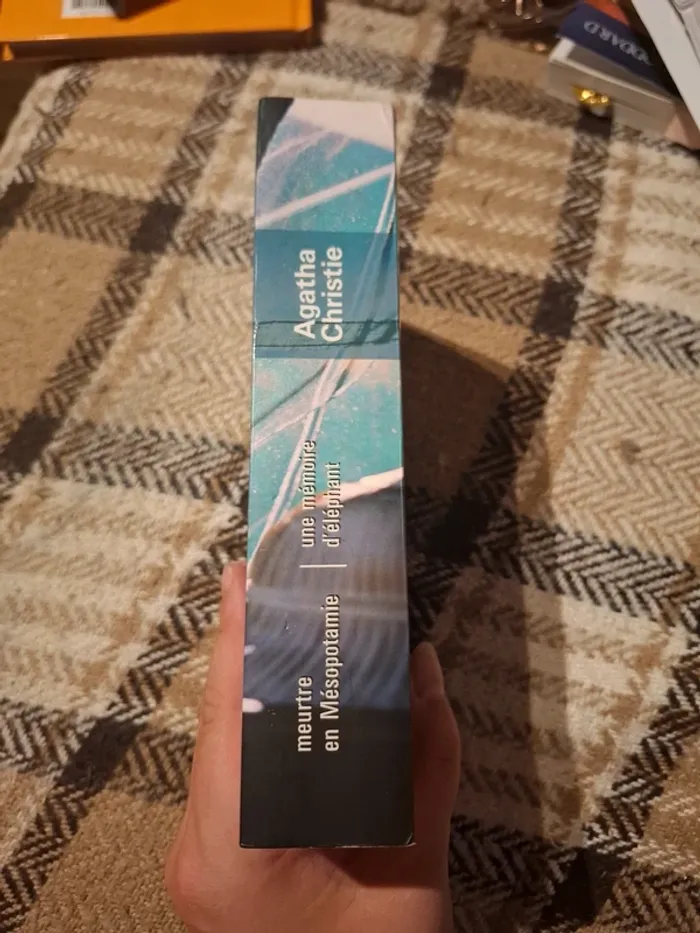 meurtre
en Mésopotamie
une mémoire
d'éléphant
Agatha
Christie